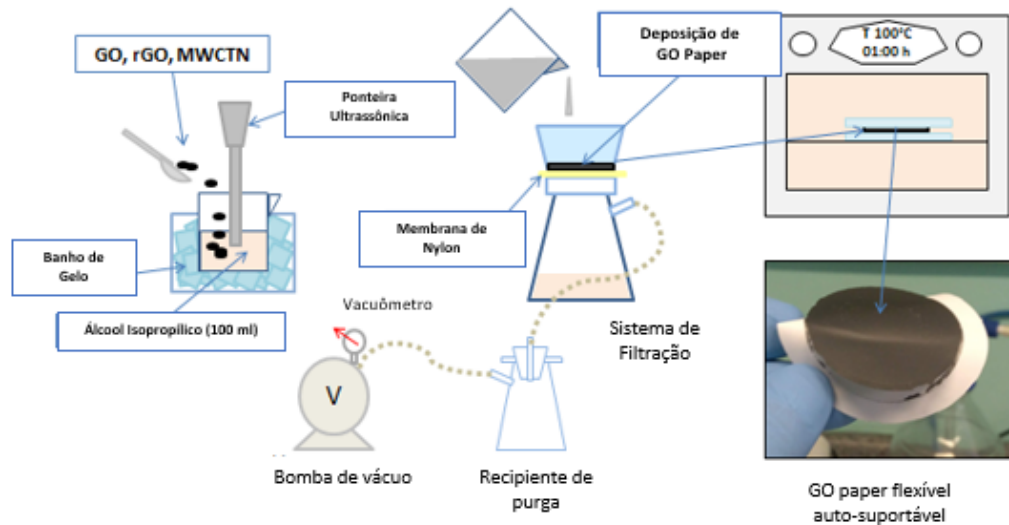 GO, rGO, MWCTN
Ponteira
Ultrassônica
Banho de
Gelo
Álcool Isopropílico (100 ml)
Deposição de
GO Paper
Membrana de
Nylon
T 100°C
01:00 h
Vacuômetro
V
Bomba de vácuo
Recipiente de
purga
Sistema de
Filtração
GO paper flexível
auto-suportável